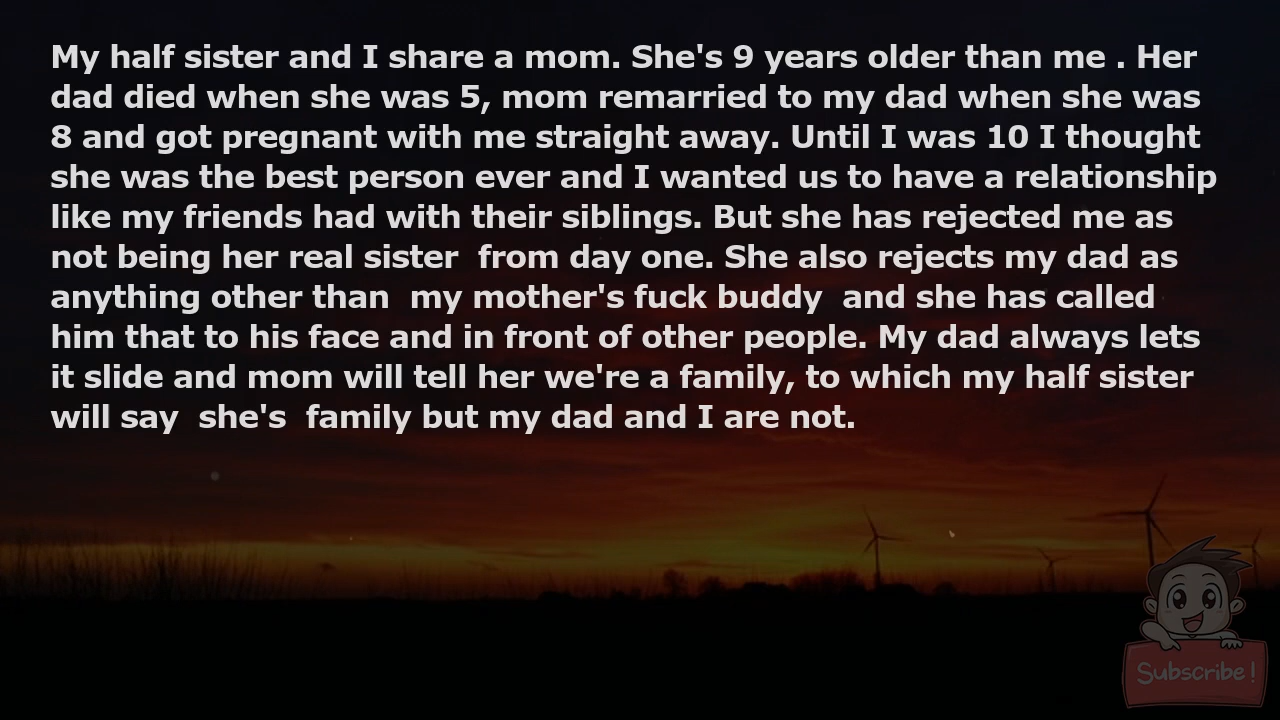 My half sister and I share a mom. She's 9 years older than me . Her
dad died when she was 5, mom remarried to my dad when she was
8 and got pregnant with me straight away. Until I was 10 I thought
she was the best person ever and I wanted us to have a relationship
like my friends had with their siblings. But she has rejected me as
not being her real sister  from day one. She also rejects my dad as
anything other than  my mother's fuck buddy  and she has called
him that to his face and in front of other people. My dad always lets
it slide and mom will tell her we're a family, to which my half sister
will say  she's  family but my dad and I are not.
Subscribe!